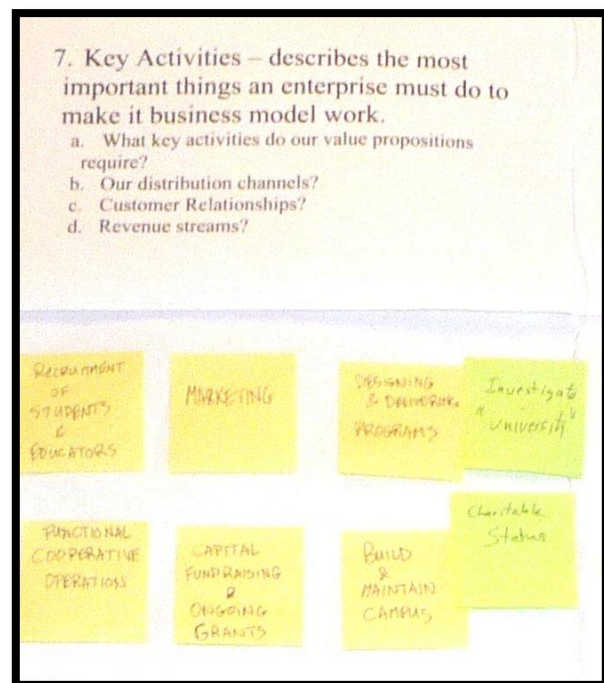 7. Key Activities – describes the most
important things an enterprise must do to
make it business model work.
a. What key activities do our value propositions
require?
b. Our distribution channels?
c. Customer Relationships?
d. Revenue streams?
RECRUITMENT
OF
STUDENTS
&
EDUCATORS
MARKETING
DESIGNING
& DELIVERING
PROGRAMS
Investigate
"University"
FUNCTIONAL
COOPERATIVE
OPERATION
CAPITAL
FUNDRAISING
&
ONGOING
GRANTS
BUILD
&
MAINTAIN
CAMPUS
Charitable
Status